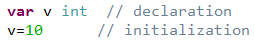 var v int  // declaration
v=10       // initialization